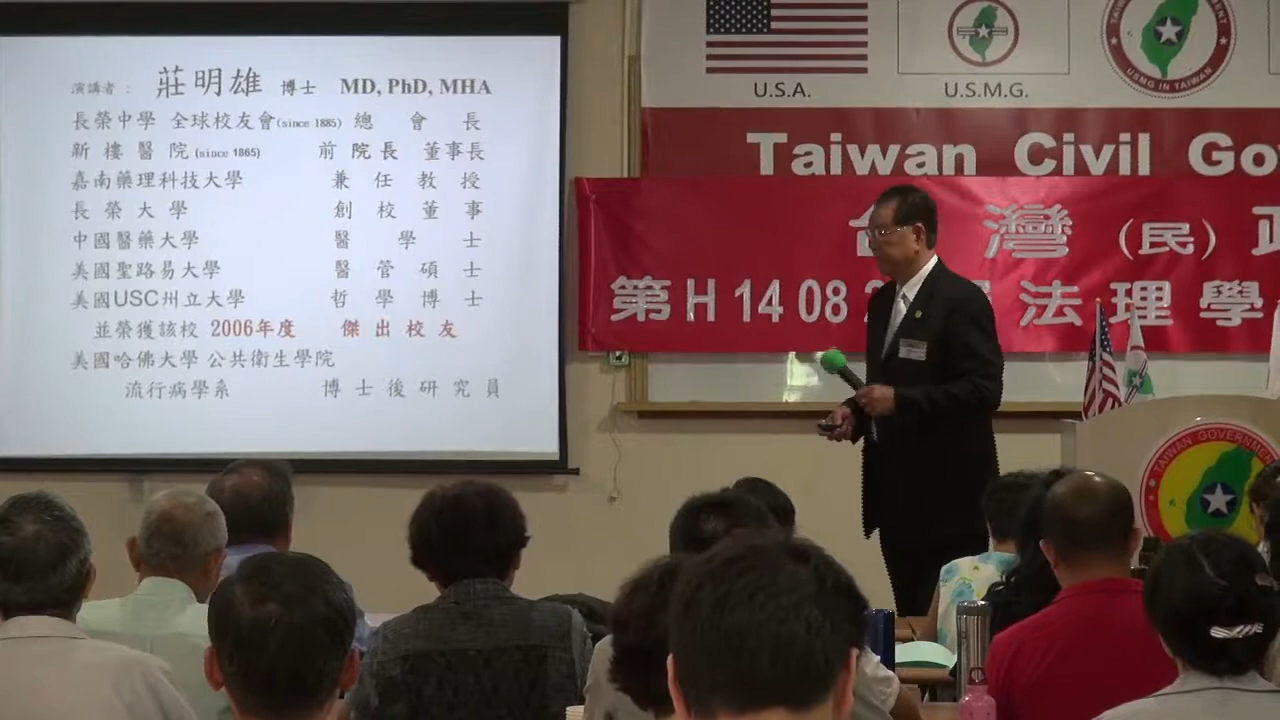 演講者 : 莊明雄 博士 MD, PhD, MHA
長榮中學 全球校友會(since 1885) 總 會 長
新 樓 醫 院 (since 1865) 前 院 長 董事長
嘉南藥理科技大學 兼 任 教 授
長 榮 大 學 創 校 董 事
中國醫藥大學 醫 學 士
美國聖路易大學 醫 管 碩 士
美國USC州立大學 哲 學 博 士
並榮獲該校 2006年度 傑 出 校 友
美國哈佛大學 公共衛生學院
流行病學系 博 士 後 研 究 員
U.S.A.
U.S.M.G.
USMG IN TAIWAN
Taiwan Civil Go
台 灣 (民) 政
第 H 14 08 法 理 學
TAIWAN GOVERNMENT